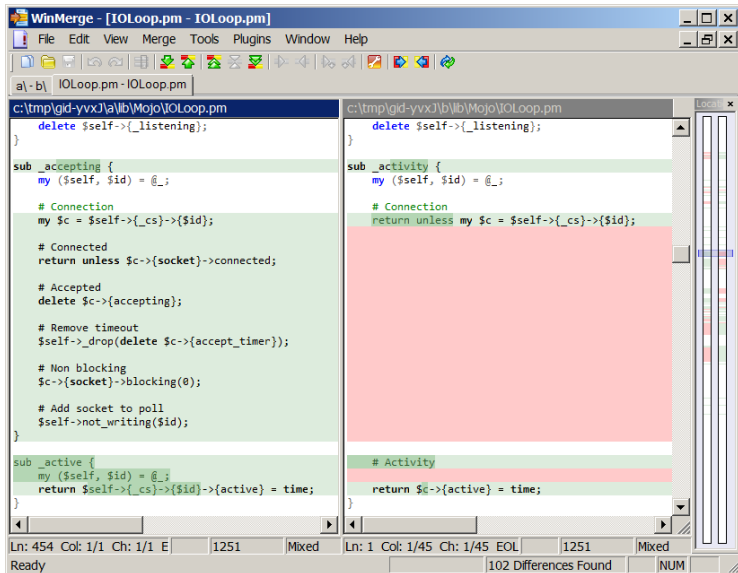 WinMerge - [IOLoop.pm - IOLoop.pm]
File Edit View Merge Tools Plugins Window Help
a\ - b\ IOLoop.pm - IOLoop.pm
c:\tmp\gid-yvxJ\a\lib\Mojo\IOLoop.pm
delete $self->{_listening};
}
sub _accepting {
my ($self, $id) = @_;
# Connection
my $c = $self->{_cs}->{$id};
# Connected
return unless $c->{socket}->connected;
# Accepted
delete $c->{accepting};
# Remove timeout
$self->_drop(delete $c->{accept_timer});
# Non blocking
$c->{socket}->blocking(0);
# Add socket to poll
$self->not_writing($id);
}
sub _active {
my ($self, $id) = @_;
return $self->{_cs}->{$id}->{active} = time;
}
Ln: 454 Col: 1/1 Ch: 1/1 E 1251 Mixed
c:\tmp\gid-yvxJ\b\lib\Mojo\IOLoop.pm
delete $self->{_listening};
}
sub _activity {
my ($self, $id) = @_;
# Connection
return unless my $c = $self->{_cs}->{$id};
# Activity
return $c->{active} = time;
}
Ln: 1 Col: 1/45 Ch: 1/45 EOL 1251 Mixed
Locati
Ready 102 Differences Found NUM